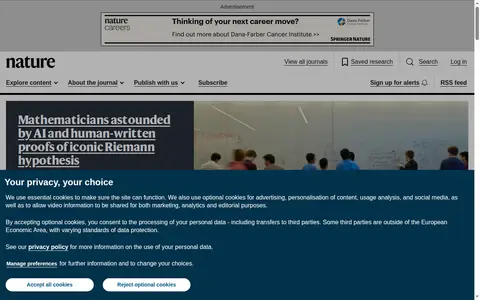 Advertisement
nature
careers
Thinking of your next career move?
Find out more about Dana-Farber Cancer Institute.>>
Dana-Farber
Cancer Institute
SPRINGER NATURE
nature
View all journals
Saved research
Search
Log in
Explore content
About the journal
Publish with us
Subscribe
Sign up for alerts
RSS feed
Mathematicians astounded
by AI and human-written
proofs of iconic Riemann
hypothesis
Your privacy, your choice
We use essential cookies to make sure the site can function. We also use optional cookies for advertising, personalisation of content, usage analysis, and social media, as
well as to allow video information to be shared for both marketing, analytics and editorial purposes.
By accepting optional cookies, you consent to the processing of your personal data - including transfers to third parties. Some third parties are outside of the European
Economic Area, with varying standards of data protection.
See our privacy policy for more information on the use of your personal data.
Manage preferences for further information and to change your choices.
Accept all cookies
Reject optional cookies